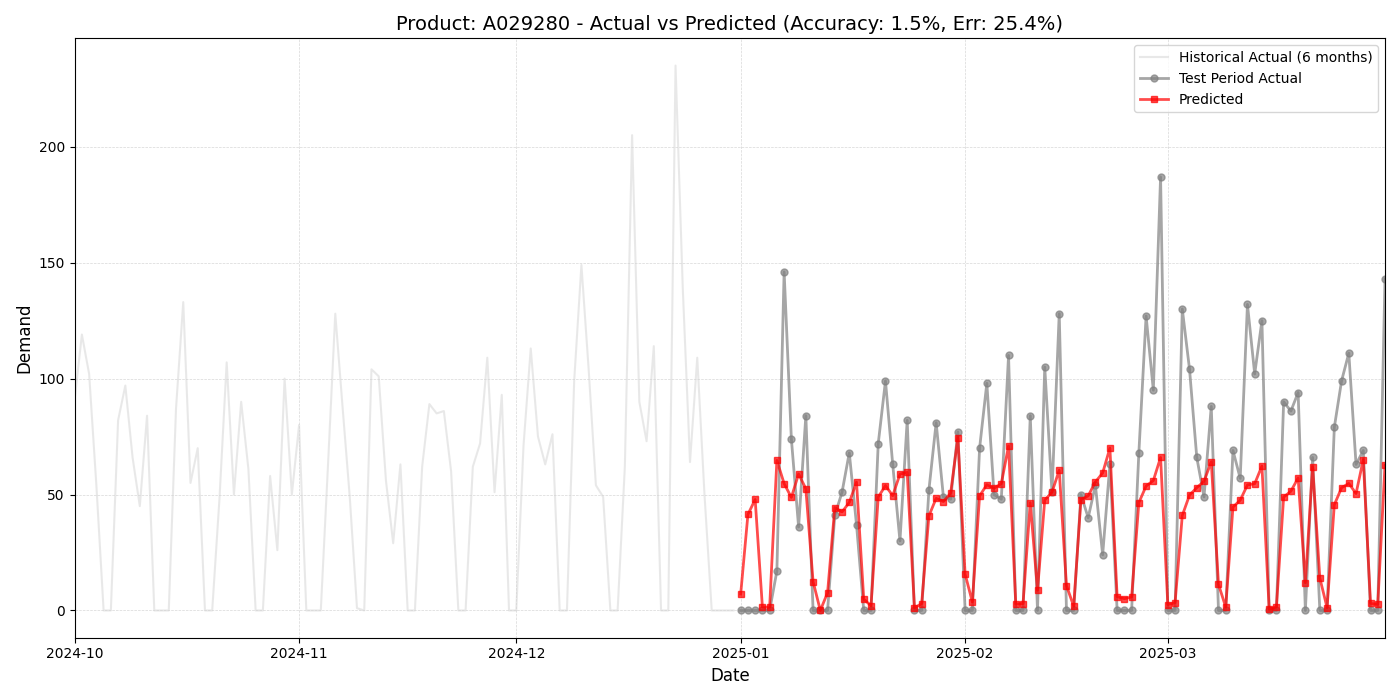 Product: A029280 - Actual vs Predicted (Accuracy: 1.5%, Err: 25.4%)
Historical Actual (6 months)
Test Period Actual
Predicted
Demand
200
150
100
50
0
2024-10
2024-11
2024-12
2025-01
2025-02
2025-03
Date